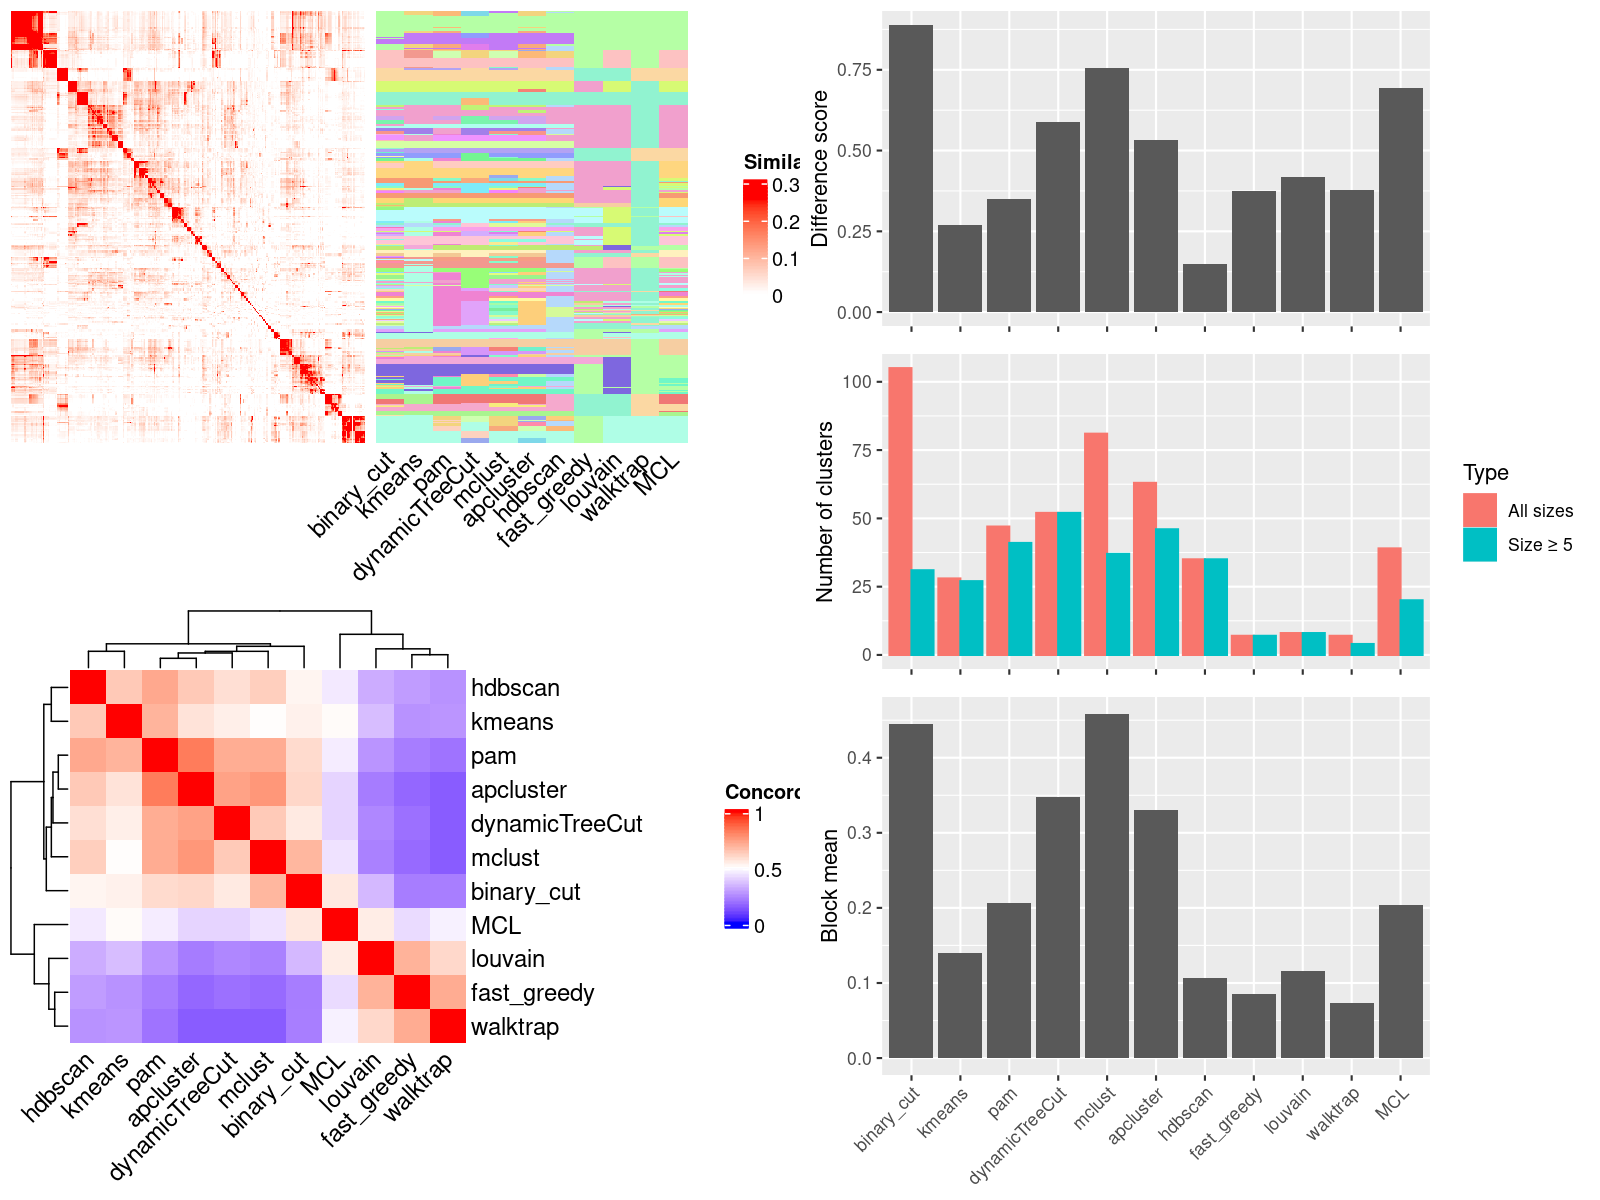 Simila
0.3
0.2
0.1
0
binary_cut
kmeans
pam
dynamicTreeCut
mclust
apcluster
hdbscan
fast_greedy
louvain
walktrap
MCL
hdbscan
kmeans
pam
apcluster
dynamicTreeCut
mclust
binary_cut
MCL
louvain
fast_greedy
walktrap
hdbscan
kmeans
pam
apcluster
dynamicTreeCut
mclust
binary_cut
MCL
louvain
fast_greedy
walktrap
Concord
1
0.5
0
Difference score
0.75
0.50
0.25
0.00
Number of clusters
100
75
50
25
0
Type
All sizes
Size ≥ 5
Block mean
0.4
0.3
0.2
0.1
0.0
binary_cut
kmeans
pam
dynamicTreeCut
mclust
apcluster
hdbscan
fast_greedy
louvain
walktrap
MCL